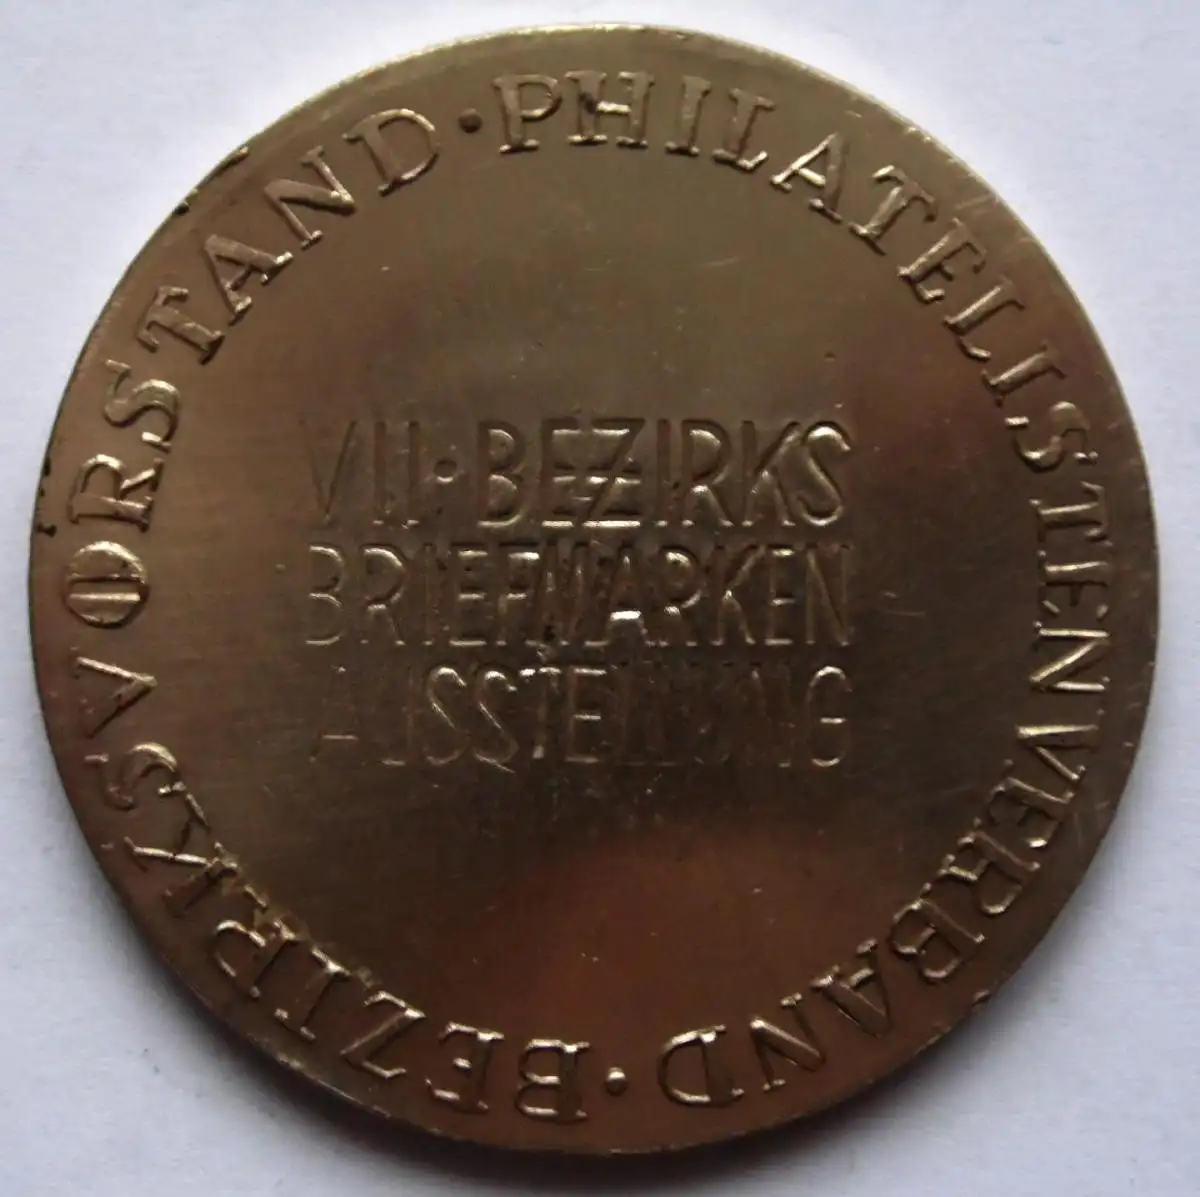 PHILATELISTENVERBAND · BEZIRKSVORSTAND ·
VII · BEZIRKS
BRIEFMARKEN
AUSSTELLUNG